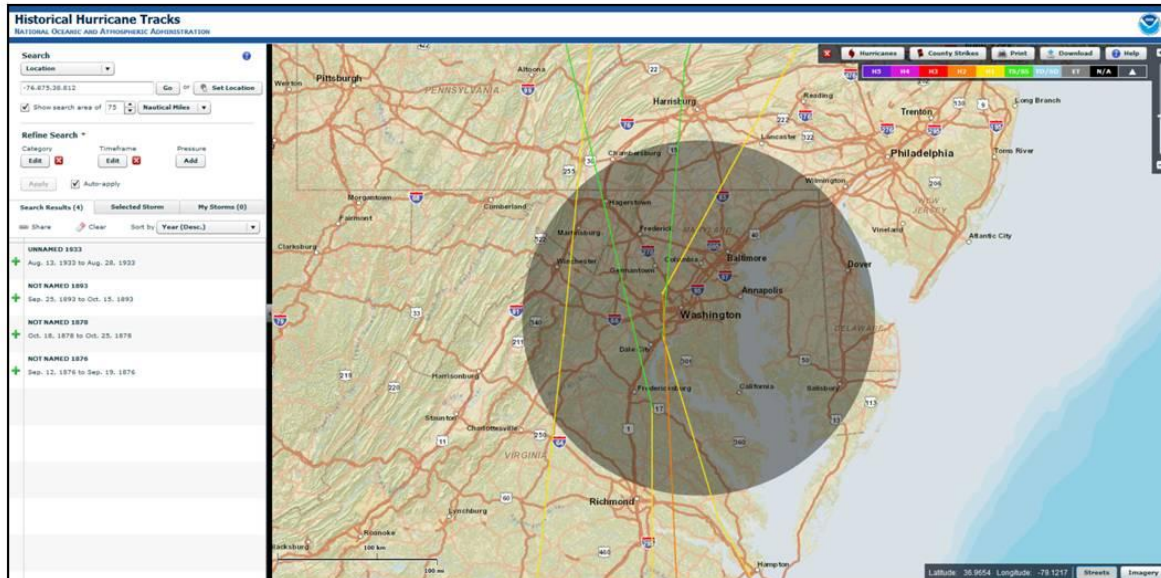 Historical Hurricane Tracks
NATIONAL OCEANIC AND ATMOSPHERIC ADMINISTRATION
Search
Location
-76.875,38.812
Go or Set Location
Show search area of 75 Nautical Miles
Refine Search
Category Timeframe Pressure
Edit Edit Add
Apply Auto-apply
Search Results (4) Selected Storm My Storms (0)
Share Clear Sort by Year (Desc.)
UNNAMED 1933
Aug. 13, 1933 to Aug. 28, 1933
NOT NAMED 1893
Sep. 25, 1893 to Oct. 15, 1893
NOT NAMED 1878
Oct. 18, 1878 to Oct. 25, 1878
NOT NAMED 1876
Sep. 12, 1876 to Sep. 19, 1876
Hurricanes County Strikes Print Download Help
H5 H4 H3 H2 H1 TS/SS TD/SD ET N/A
Weirton
Pittsburgh
Altoona
PENNSYLVANIA
Harrisburg
Reading
Lancaster
Trenton
Long Branch
Chambersburg
Philadelphia
Toms River
Wilmington
NEW JERSEY
Morgantown
Cumberland
Hagerstown
Fairmont
Martinsburg
Frederick
MARYLAND
Vineland
Atlantic City
Clarksburg
Winchester
Germantown
Columbia
Baltimore
Dover
Annapolis
Washington
DELAWARE
Dale City
Harrisonburg
Fredericksburg
California
Salisbury
Staunton
Charlottesville
VIRGINIA
Richmond
Lynchburg
Roanoke
Blacksburg
Hampton
100 km
100 mi
Latitude: 36.9654 Longitude: -79.1217 Streets Imagery